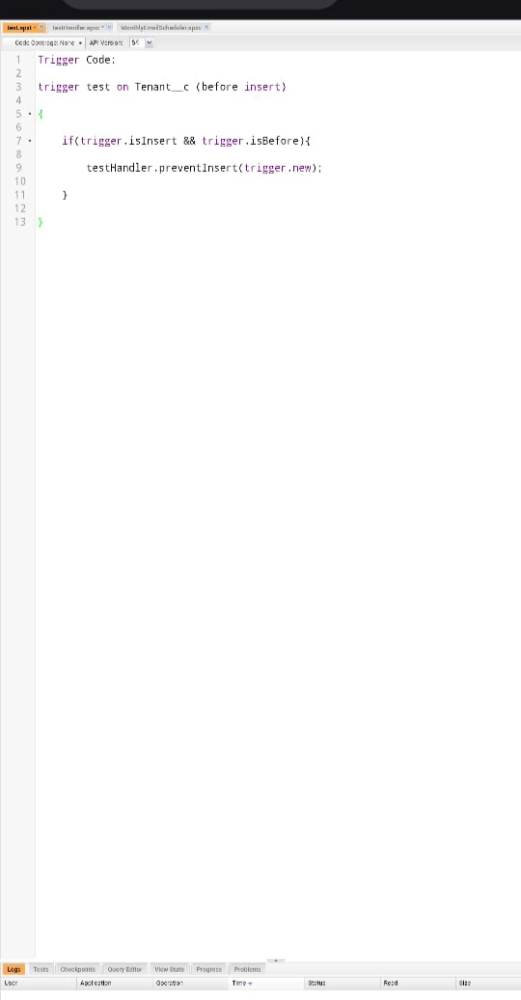 test.apxt * testHandler.apxc * MonthlyEmailScheduler.apxc
Code Coverage: None API Version: 64
1 Trigger Code:
2
3 trigger test on Tenant__c (before insert)
4
5 {
6
7 if(trigger.isInsert && trigger.isBefore){
8
9 testHandler.preventInsert(trigger.new);
10
11 }
12
13 }
Logs Tests Checkpoints Query Editor View State Progress Problems
User Application Operation Time Status Read Size